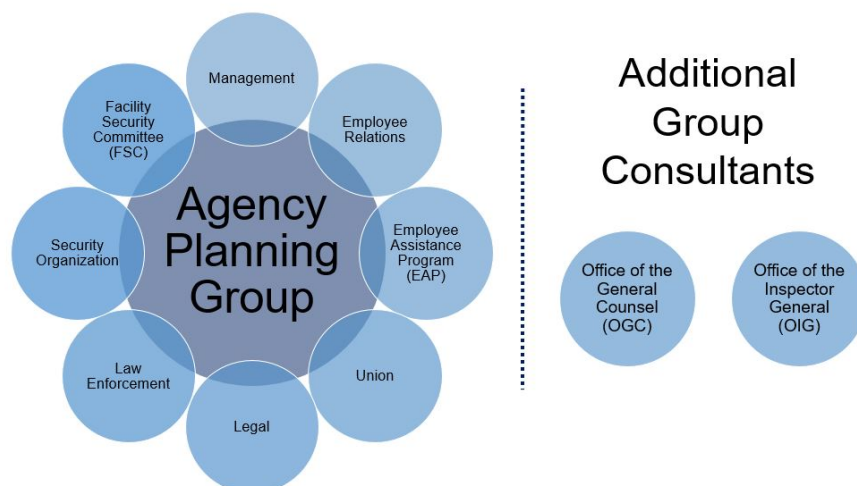 Agency
Planning
Group
Management
Employee
Relations
Employee
Assistance
Program
(EAP)
Union
Legal
Law
Enforcement
Security
Organization
Facility
Security
Committee
(FSC)
Additional
Group
Consultants
Office of the
General
Counsel
(OGC)
Office of the
Inspector
General
(OIG)